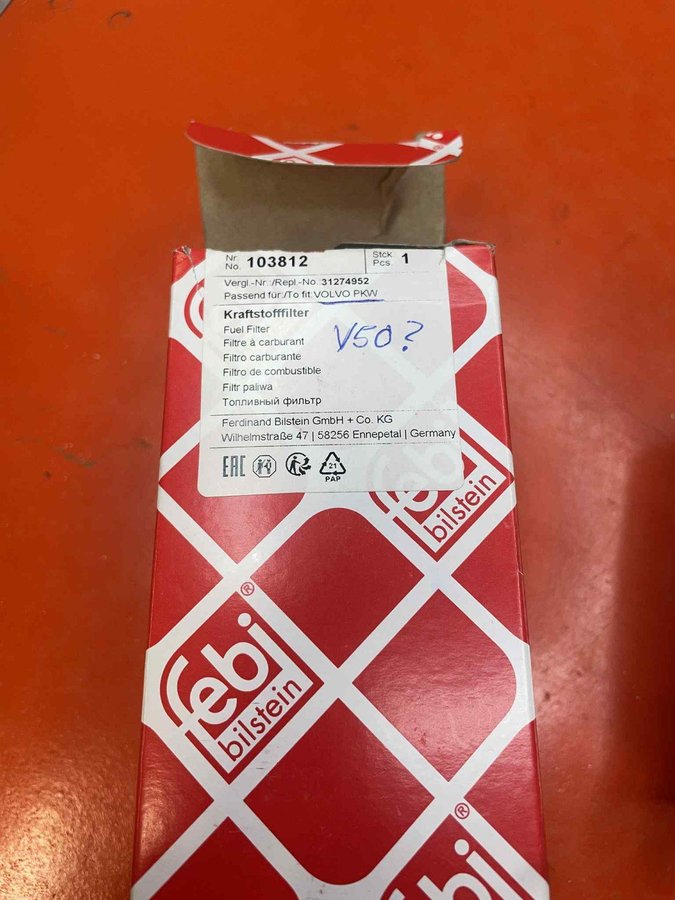 Nr. No. 103812 Stck. Pcs. 1
Vergl.-Nr.:/Repl.-No. 31274952
Passend für:/To fit: VOLVO PKW
Kraftstofffilter
Fuel Filter
Filtre à carburant
Filtro carburante
Filtro de combustible
Filtr paliwa
Топливный фильтр
V50?
Ferdinand Bilstein GmbH + Co. KG
Wilhelmstraße 47 | 58256 Ennepetal | Germany
EAC
21
PAP
febi
bilstein
®
febi
bilstein
®
febi